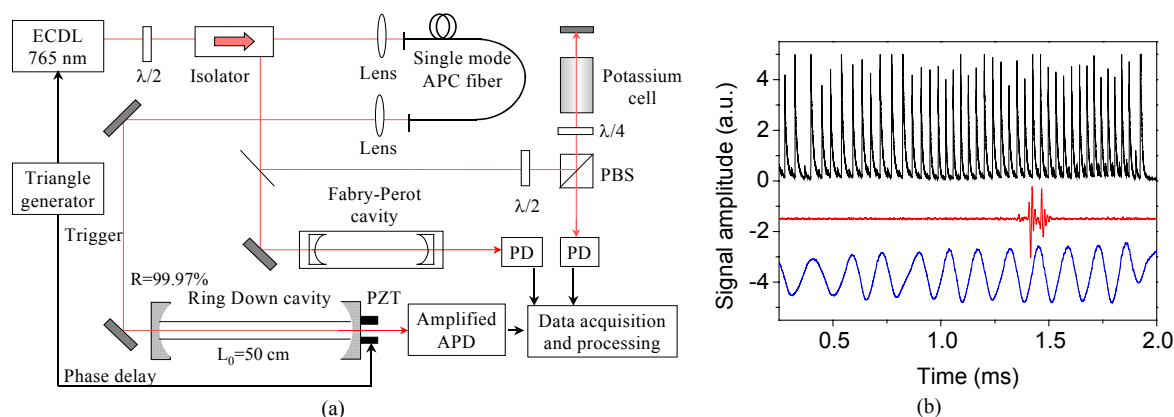 ECDL
765 nm
λ/2
Isolator
Lens
Single mode
APC fiber
Potassium
cell
λ/4
Lens
PBS
λ/2
Triangle
generator
Trigger
Fabry-Perot
cavity
PD
PD
R=99.97%
Ring Down cavity
PZT
L₀=50 cm
Amplified
APD
Data acquisition
and processing
Phase delay
(a)
Signal amplitude (a.u.)
4
2
0
-2
-4
0.5
1.0
1.5
2.0
Time (ms)
(b)